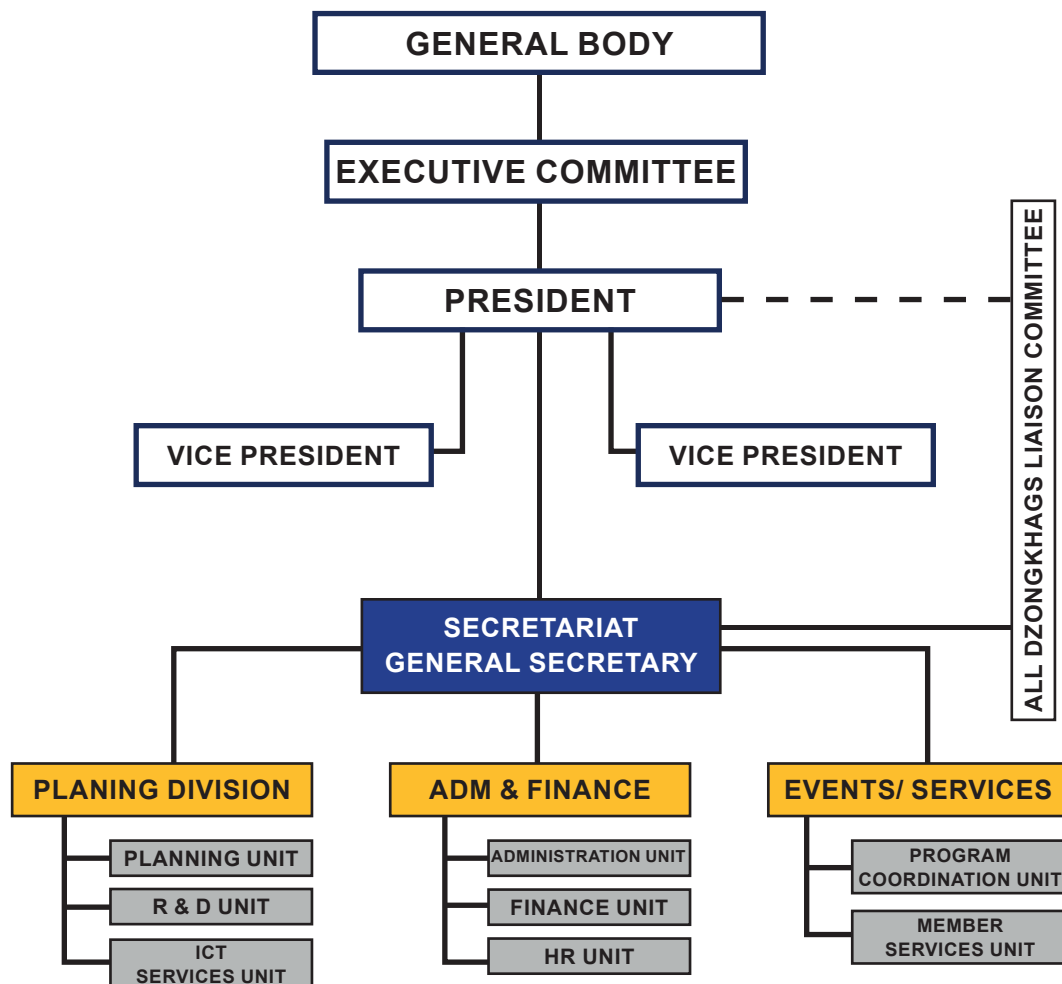 GENERAL BODY
EXECUTIVE COMMITTEE
PRESIDENT
VICE PRESIDENT
VICE PRESIDENT
ALL DZONGKHAGS LIAISON COMMITTEE
SECRETARIAT
GENERAL SECRETARY
PLANING DIVISION
PLANNING UNIT
R & D UNIT
ICT
SERVICES UNIT
ADM & FINANCE
ADMINISTRATION UNIT
FINANCE UNIT
HR UNIT
EVENTS/ SERVICES
PROGRAM
COORDINATION UNIT
MEMBER
SERVICES UNIT